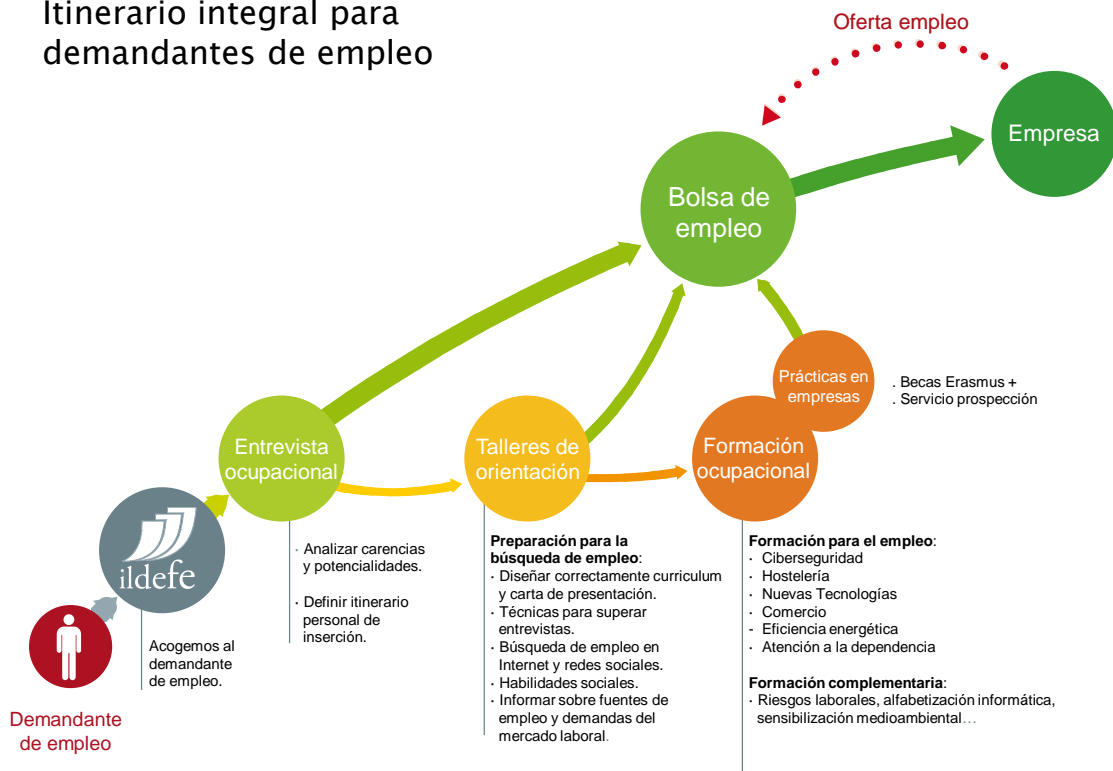 Itinerario integral para
demandantes de empleo
Oferta empleo
Empresa
Bolsa de
empleo
Prácticas en
empresas
. Becas Erasmus +
. Servicio prospección
Entrevista
ocupacional
Talleres de
orientación
Formación
ocupacional
ildefe
Demandante
de empleo
Acogemos al
demandante
de empleo.
· Analizar carencias
y potencialidades.
· Definir itinerario
personal de
inserción.
Preparación para la
búsqueda de empleo:
· Diseñar correctamente curriculum
y carta de presentación.
· Técnicas para superar
entrevistas.
· Búsqueda de empleo en
Internet y redes sociales.
· Habilidades sociales.
· Informar sobre fuentes de
empleo y demandas del
mercado laboral.
Formación para el empleo:
· Ciberseguridad
· Hostelería
· Nuevas Tecnologías
· Comercio
- Eficiencia energética
· Atención a la dependencia
Formación complementaria:
· Riesgos laborales, alfabetización informática,
sensibilización medioambiental…